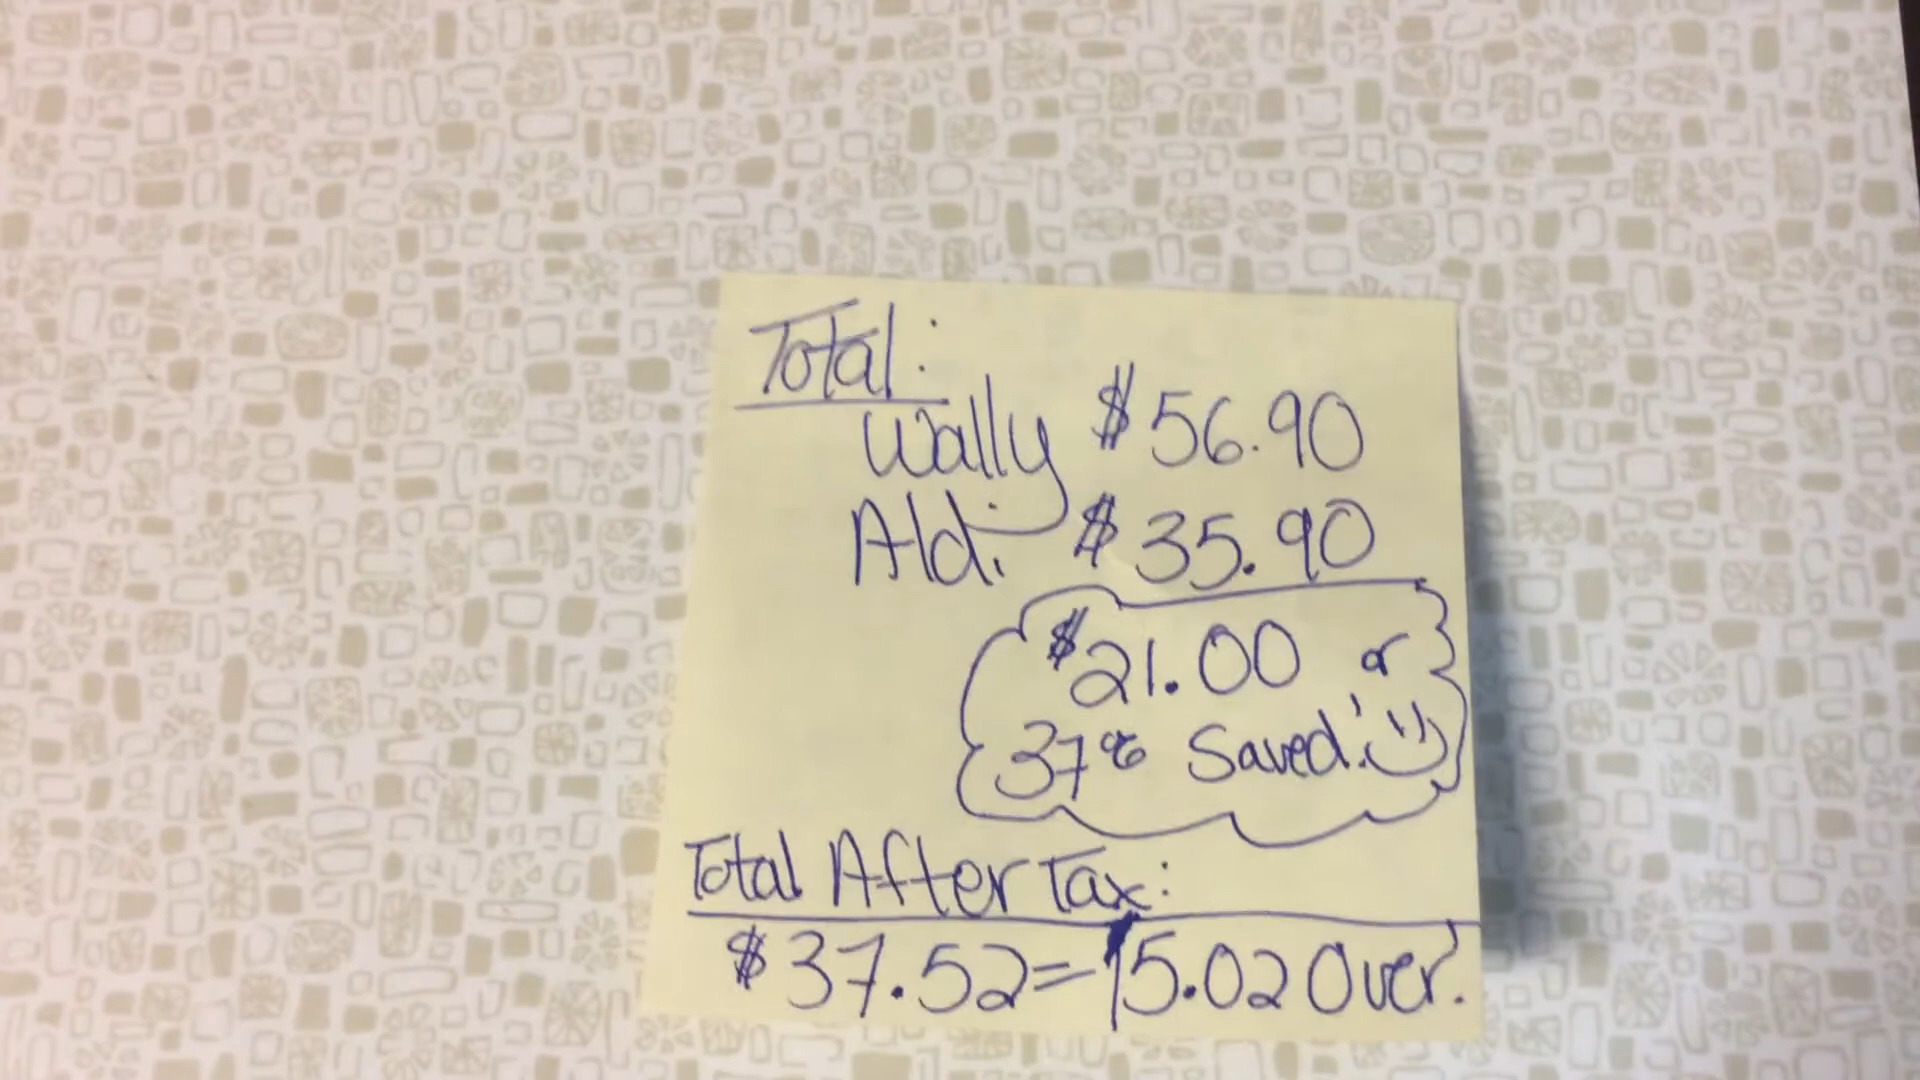 Total:
Wally $56.90
Aldi $35.90
$21.00 or
37% Saved!
Total After Tax:
$37.52= 15.02 Over.